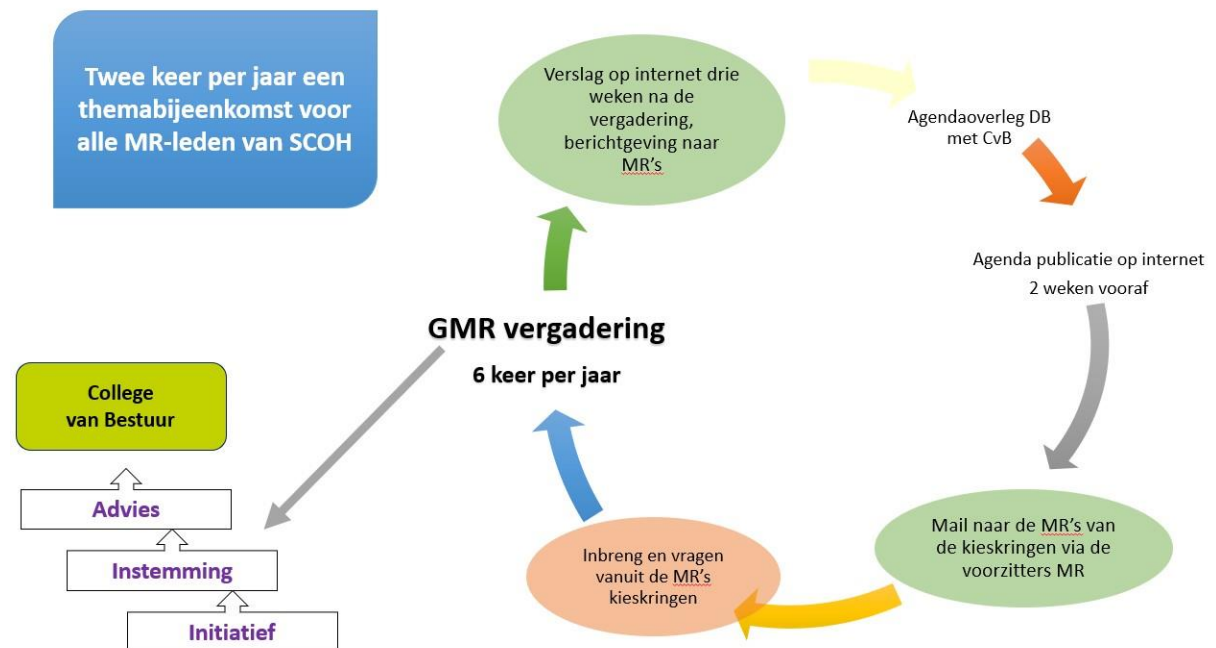 Twee keer per jaar een
themabijeenkomst voor
alle MR-leden van SCOH
Verslag op internet drie
weken na de
vergadering,
berichtgeving naar
MR's
Agendaoverleg DB
met CvB
Agenda publicatie op internet
2 weken vooraf
Mail naar de MR's van
de kieskringen via de
voorzitters MR
Inbreng en vragen
vanuit de MR's
kieskringen
GMR vergadering
6 keer per jaar
College
van Bestuur
Advies
Instemming
Initiatief